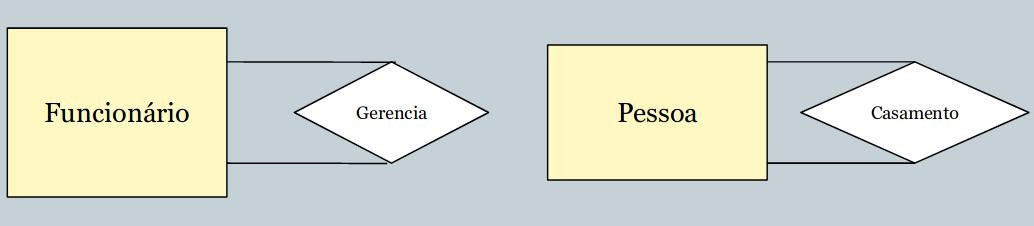 Funcionário
Gerencia
Pessoa
Casamento